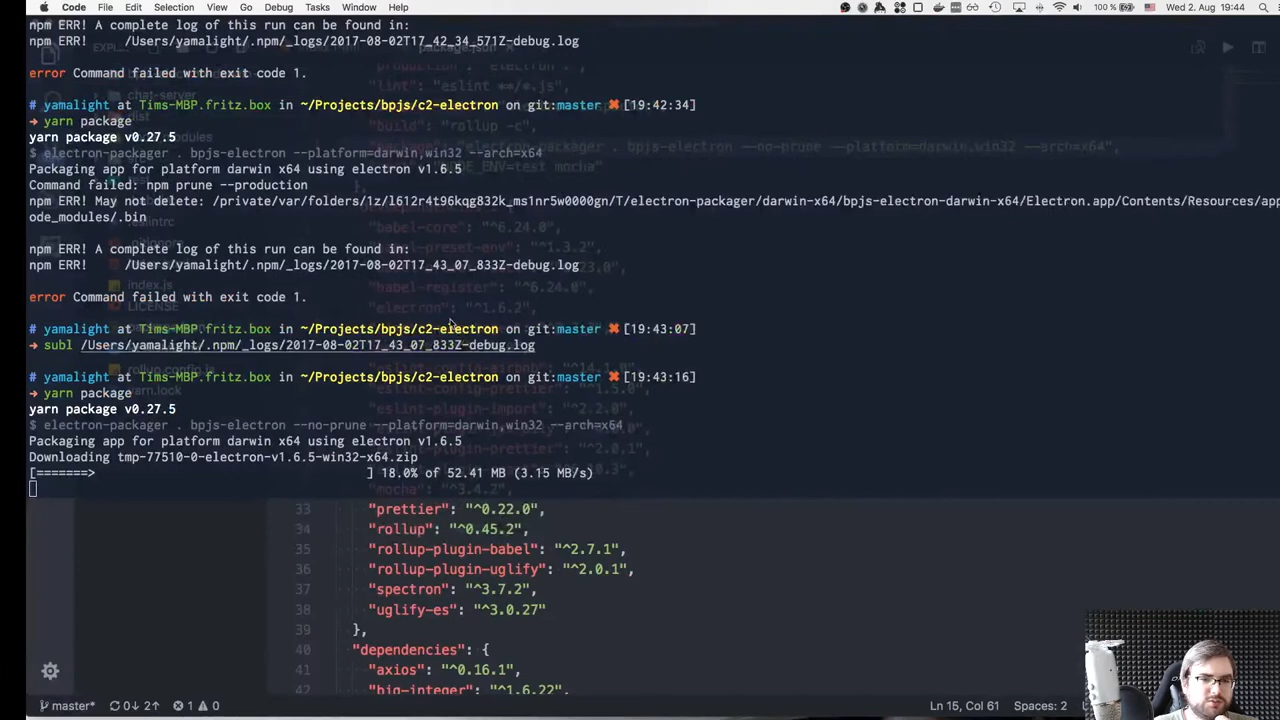 Code File Edit Selection View Go Debug Tasks Window Help 100 % Wed 2. Aug 19:44
npm ERR! A complete log of this run can be found in:
npm ERR!     /Users/yamalight/.npm/_logs/2017-08-02T17_42_34_571Z-debug.log
error Command failed with exit code 1.
# yamalight at Tims-MBP.fritz.box in ~/Projects/bpjs/c2-electron on git:master ✖ [19:42:34]
➜ yarn package
yarn package v0.27.5
$ electron-packager . bpjs-electron --platform=darwin,win32 --arch=x64
Packaging app for platform darwin x64 using electron v1.6.5
Command failed: npm prune --production
npm ERR! May not delete: /private/var/folders/1z/l612r4t96kqg832k_ms1nr5w0000gn/T/electron-packager/darwin-x64/bpjs-electron-darwin-x64/Electron.app/Contents/Resources/app
ode_modules/.bin
npm ERR! A complete log of this run can be found in:
npm ERR!     /Users/yamalight/.npm/_logs/2017-08-02T17_43_07_833Z-debug.log
error Command failed with exit code 1.
# yamalight at Tims-MBP.fritz.box in ~/Projects/bpjs/c2-electron on git:master ✖ [19:43:07]
➜ subl /Users/yamalight/.npm/_logs/2017-08-02T17_43_07_833Z-debug.log
# yamalight at Tims-MBP.fritz.box in ~/Projects/bpjs/c2-electron on git:master ✖ [19:43:16]
➜ yarn package
yarn package v0.27.5
$ electron-packager . bpjs-electron --no-prune --platform=darwin,win32 --arch=x64
Packaging app for platform darwin x64 using electron v1.6.5
Downloading tmp-77510-0-electron-v1.6.5-win32-x64.zip
[=======> ] 18.0% of 52.41 MB (3.15 MB/s)
33 "prettier": "^0.22.0",
34 "rollup": "^0.45.2",
35 "rollup-plugin-babel": "^2.7.1",
36 "rollup-plugin-uglify": "^2.0.1",
37 "spectron": "^3.7.2",
38 "uglify-es": "^3.0.27"
39 },
40 "dependencies": {
41 "axios": "^0.16.1",
42 "big-integer": "^1.6.22",
master* 0↓ 2↑ 1 0 Ln 15, Col 61 Spaces: 2